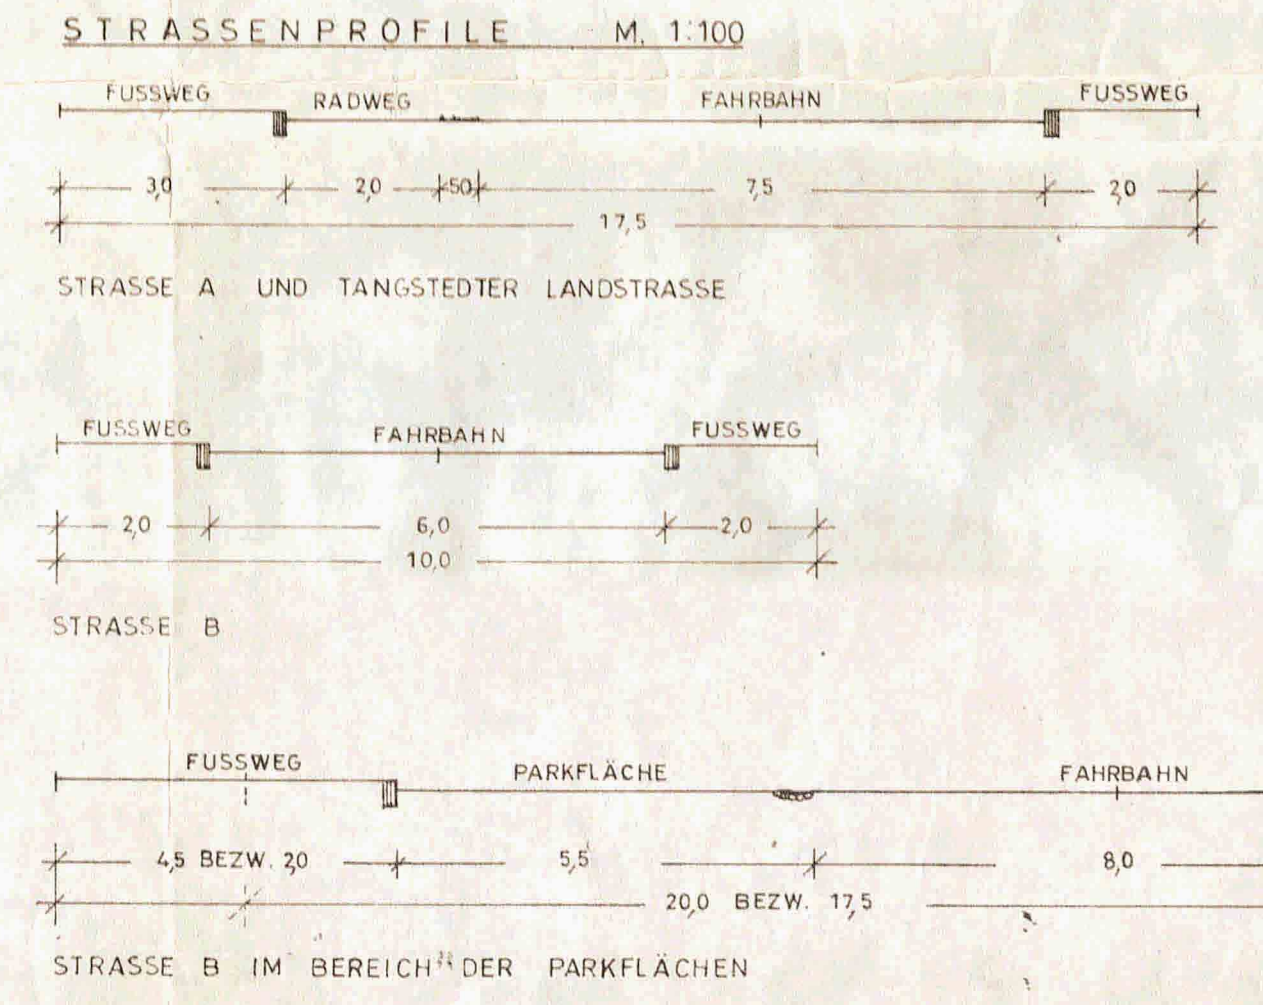 STRASSENPROFILE M. 1:100
FUSSWEG RADWEG FAHRBAHN FUSSWEG
3,0 2,0 50 7,5 2,0
17,5
STRASSE A UND TANGSTEDTER LANDSTRASSE
FUSSWEG FAHRBAHN FUSSWEG
2,0 6,0 2,0
10,0
STRASSE B
FUSSWEG PARKFLÄCHE FAHRBAHN
4,5 BEZW. 2,0 5,5 8,0
20,0 BEZW. 17,5
STRASSE B IM BEREICH DER PARKFLÄCHEN